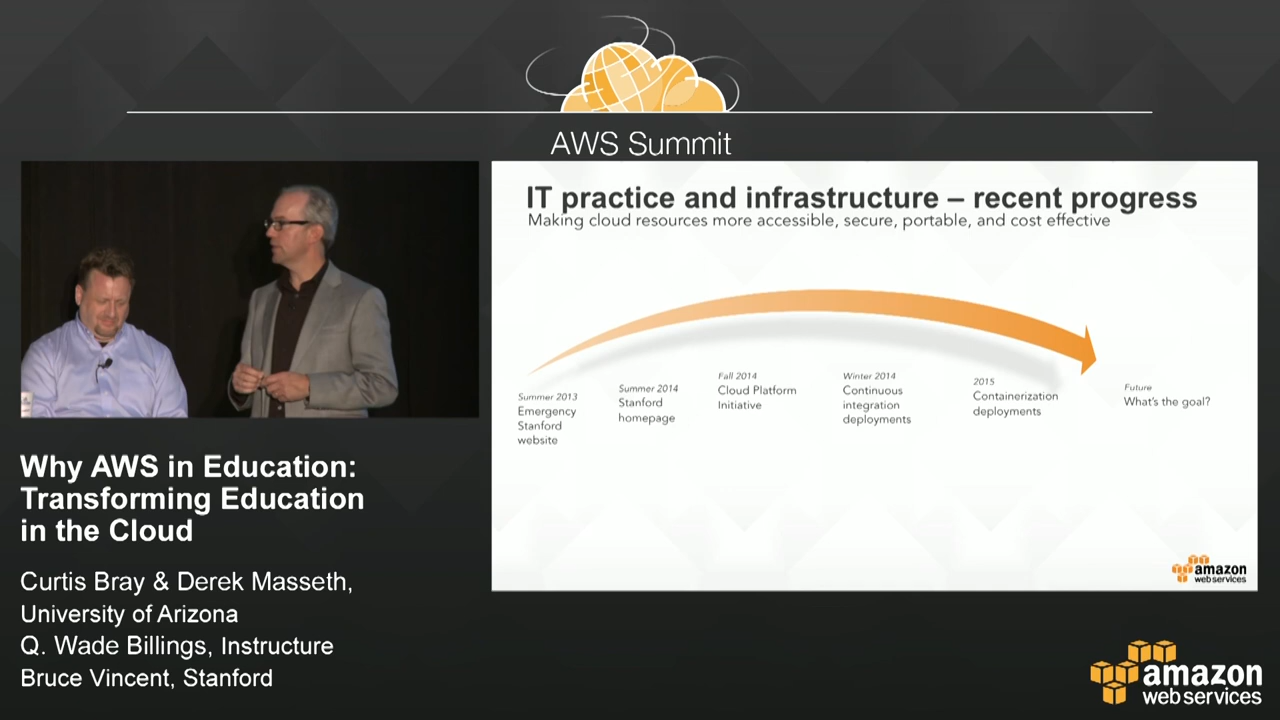 AWS Summit
IT practice and infrastructure – recent progress
Making cloud resources more accessible, secure, portable, and cost effective
Summer 2013
Emergency
Stanford
website
Summer 2014
Stanford
homepage
Fall 2014
Cloud Platform
Initiative
Winter 2014
Continuous
integration
deployments
2015
Containerization
deployments
Future
What's the goal?
amazon
web services
Why AWS in Education:
Transforming Education
in the Cloud
Curtis Bray & Derek Masseth,
University of Arizona
Q. Wade Billings, Instructure
Bruce Vincent, Stanford
amazon
web services